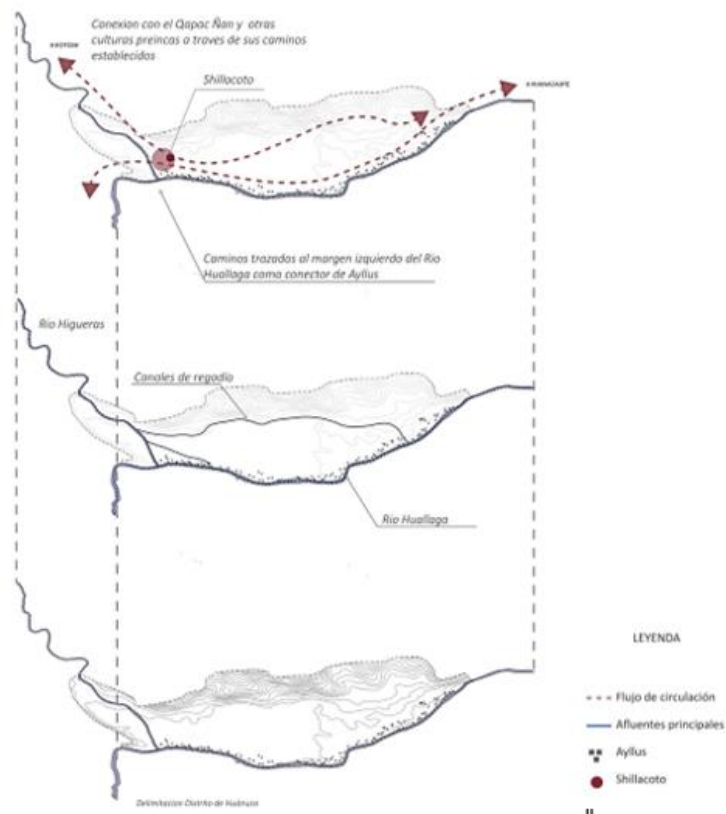 Conexion con el Qapac Ñan y otras
culturas preincas a traves de sus caminos
establecidos
A KOTOSH
Shillacoto
Caminos trazados al margen izquierdo del Rio
Huallaga como conector de Ayllus
Rio Higueras
Canales de regadio
Rio Huallaga
LEYENDA
Flujo de circulación
Afluentes principales
Ayllus
Shillacoto
Delimitacion Distrito de Huánuco